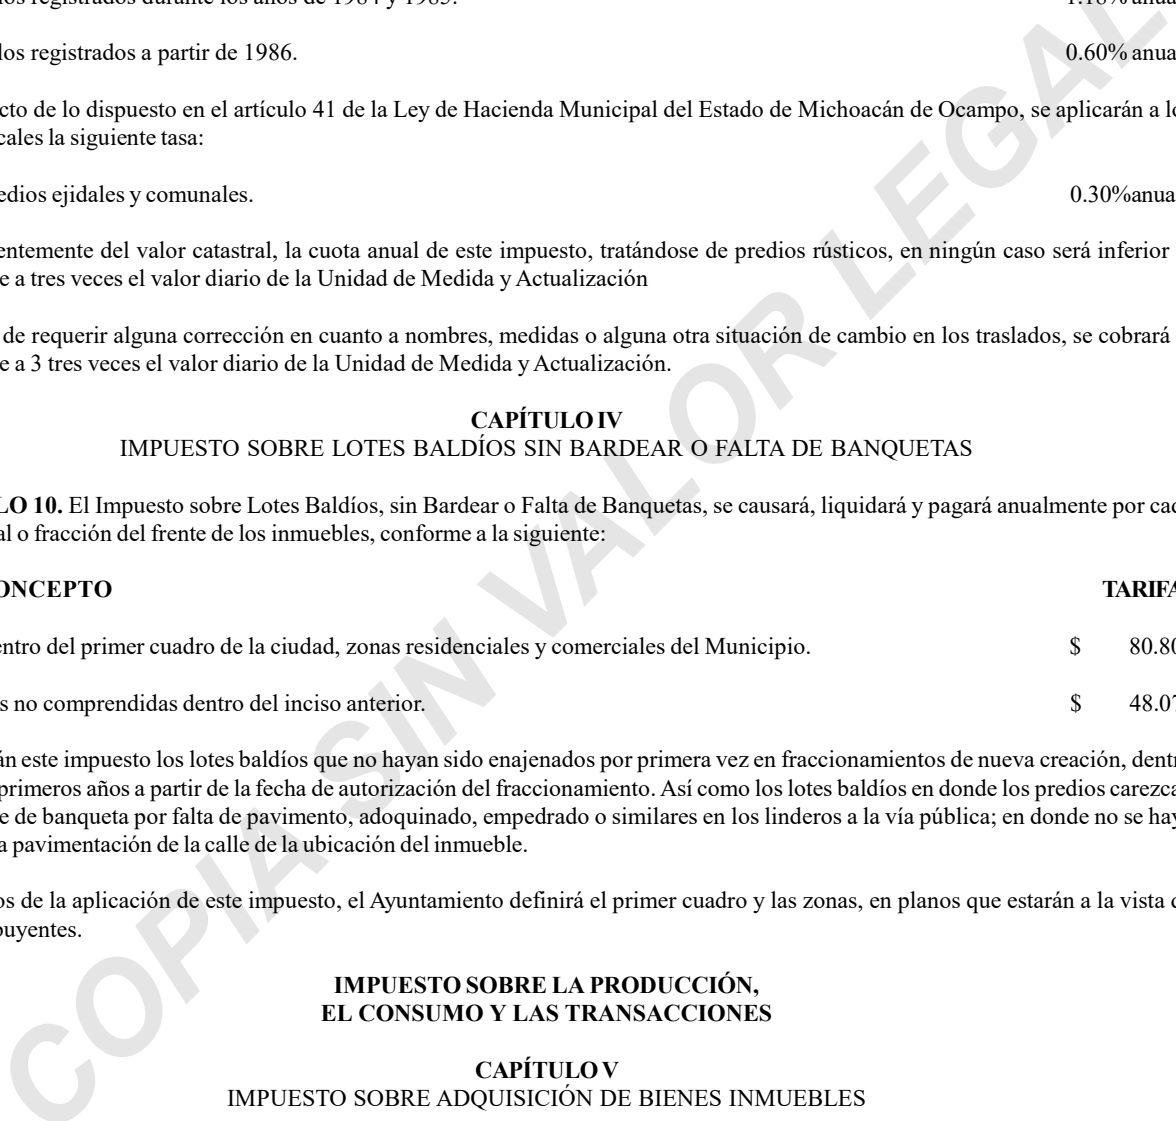 los registrados durante los años de 1984 y 1985. 1.18% anua
los registrados a partir de 1986. 0.60% anua
cto de lo dispuesto en el artículo 41 de la Ley de Hacienda Municipal del Estado de Michoacán de Ocampo, se aplicarán a lo
cales la siguiente tasa:
edios ejidales y comunales. 0.30%anua
entemente del valor catastral, la cuota anual de este impuesto, tratándose de predios rústicos, en ningún caso será inferior
e a tres veces el valor diario de la Unidad de Medida y Actualización
de requerir alguna corrección en cuanto a nombres, medidas o alguna otra situación de cambio en los traslados, se cobrará
e a 3 tres veces el valor diario de la Unidad de Medida y Actualización.
CAPÍTULO IV
IMPUESTO SOBRE LOTES BALDÍOS SIN BARDEAR O FALTA DE BANQUETAS
LO 10. El Impuesto sobre Lotes Baldíos, sin Bardear o Falta de Banquetas, se causará, liquidará y pagará anualmente por cad
al o fracción del frente de los inmuebles, conforme a la siguiente:
ONCEPTO TARIFA
entro del primer cuadro de la ciudad, zonas residenciales y comerciales del Municipio. $ 80.80
s no comprendidas dentro del inciso anterior. $ 48.07
án este impuesto los lotes baldíos que no hayan sido enajenados por primera vez en fraccionamientos de nueva creación, dentr
primeros años a partir de la fecha de autorización del fraccionamiento. Así como los lotes baldíos en donde los predios carezca
e de banqueta por falta de pavimento, adoquinado, empedrado o similares en los linderos a la vía pública; en donde no se hay
a pavimentación de la calle de la ubicación del inmueble.
os de la aplicación de este impuesto, el Ayuntamiento definirá el primer cuadro y las zonas, en planos que estarán a la vista d
buyentes.
IMPUESTO SOBRE LA PRODUCCIÓN,
EL CONSUMO Y LAS TRANSACCIONES
CAPÍTULO V
IMPUESTO SOBRE ADQUISICIÓN DE BIENES INMUEBLES
COPIA SIN VALOR LEGAL